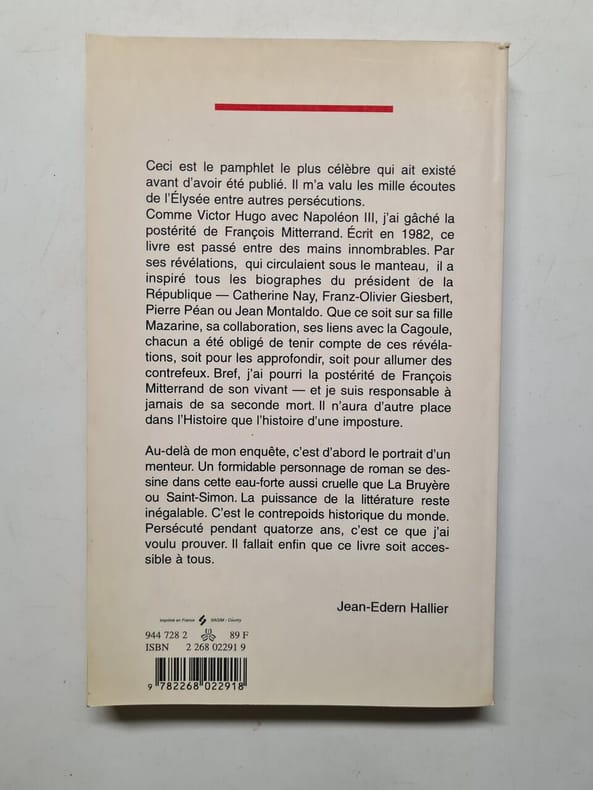 Ceci est le pamphlet le plus célèbre qui ait existé
avant d'avoir été publié. Il m'a valu les mille écoutes
de l'Élysée entre autres persécutions.
Comme Victor Hugo avec Napoléon III, j'ai gâché la
postérité de François Mitterrand. Écrit en 1982, ce
livre est passé entre des mains innombrables. Par
ses révélations, qui circulaient sous le manteau, il a
inspiré tous les biographes du président de la
République — Catherine Nay, Franz-Olivier Giesbert,
Pierre Péan ou Jean Montaldo. Que ce soit sur sa fille
Mazarine, sa collaboration, ses liens avec la Cagoule,
chacun a été obligé de tenir compte de ces révéla-
tions, soit pour les approfondir, soit pour allumer des
contrefeux. Bref, j'ai pourri la postérité de François
Mitterrand de son vivant — et je suis responsable à
jamais de sa seconde mort. Il n'aura d'autre place
dans l'Histoire que l'histoire d'une imposture.
Au-delà de mon enquête, c'est d'abord le portrait d'un
menteur. Un formidable personnage de roman se des-
sine dans cette eau-forte aussi cruelle que La Bruyère
ou Saint-Simon. La puissance de la littérature reste
inégalable. C'est le contrepoids historique du monde.
Persécuté pendant quatorze ans, c'est ce que j'ai
voulu prouver. Il fallait enfin que ce livre soit acces-
sible à tous.
Jean-Edern Hallier
Imprimé en France
944 728 2 89 F
ISBN 2 268 02291 9
9 782268 022918